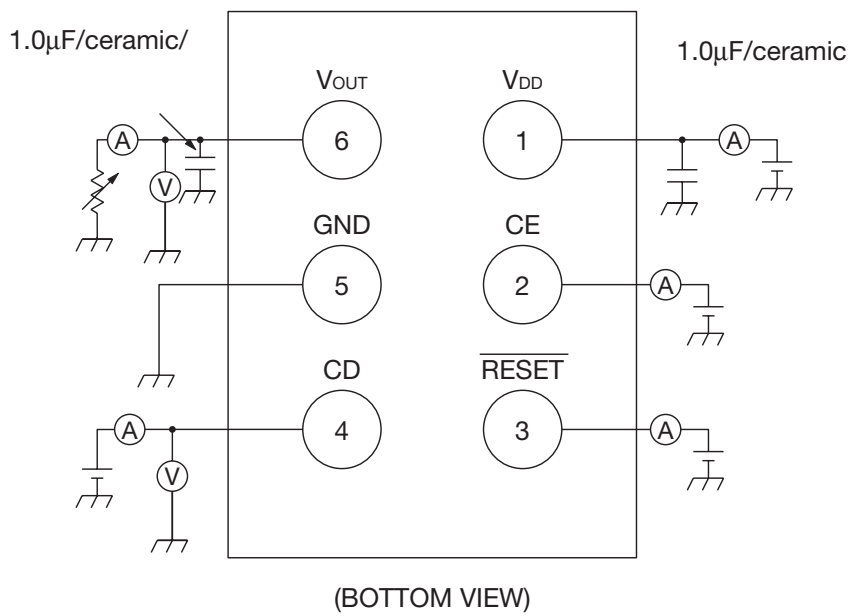 1.0μF/ceramic/
1.0μF/ceramic
VOUT
VDD
A
6
1
A
V
GND
CE
5
2
A
CD
RESET
A
4
3
A
V
(BOTTOM VIEW)